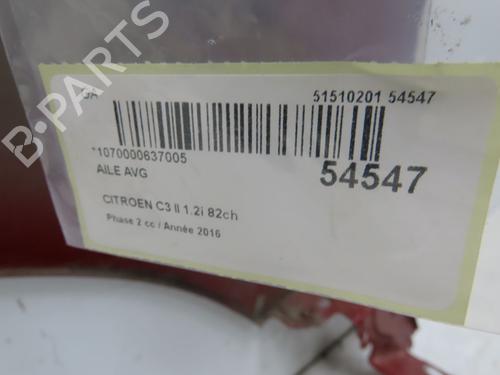 B-PARTS
51510201 54547
*1070000637005
54547
AILE AVG
CITROEN C3 II 1.2i 82ch
Phase 2 cc / Année 2016